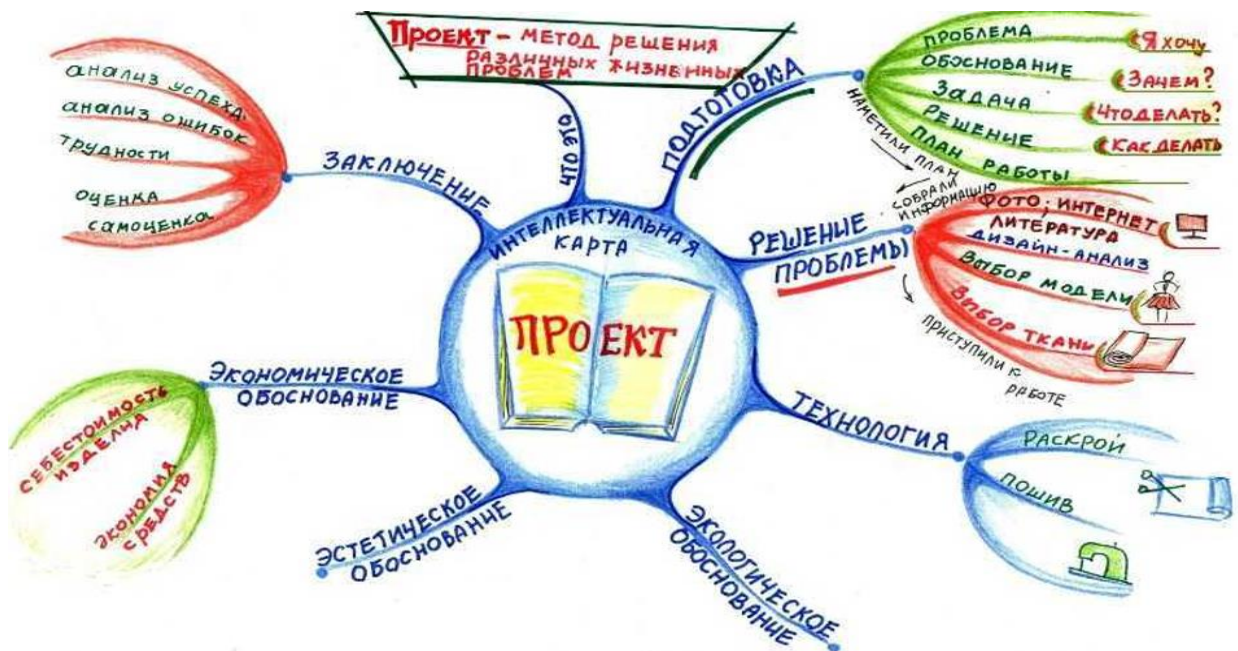 Проект - метод решения
различных жизненных
проблем
что это
Интеллектуальная
карта
ПРОЕКТ
Подготовка
Проблема
Я хочу
Обоснование
Зачем?
Задача
Что делать?
Решение
Как делать
План работы
наметили план
собрали
информацию
Решение
проблемы
Фото; интернет
литература
дизайн-анализ
выбор модели
выбор ткани
приступили к
работе
Технология
раскрой
пошив
Экологическое
обоснование
Эстетическое
обоснование
Экономическое
обоснование
себестоимость
изделия
экономия
средств
Заключение
анализ успеха
анализ ошибок
трудности
оценка
самоценка